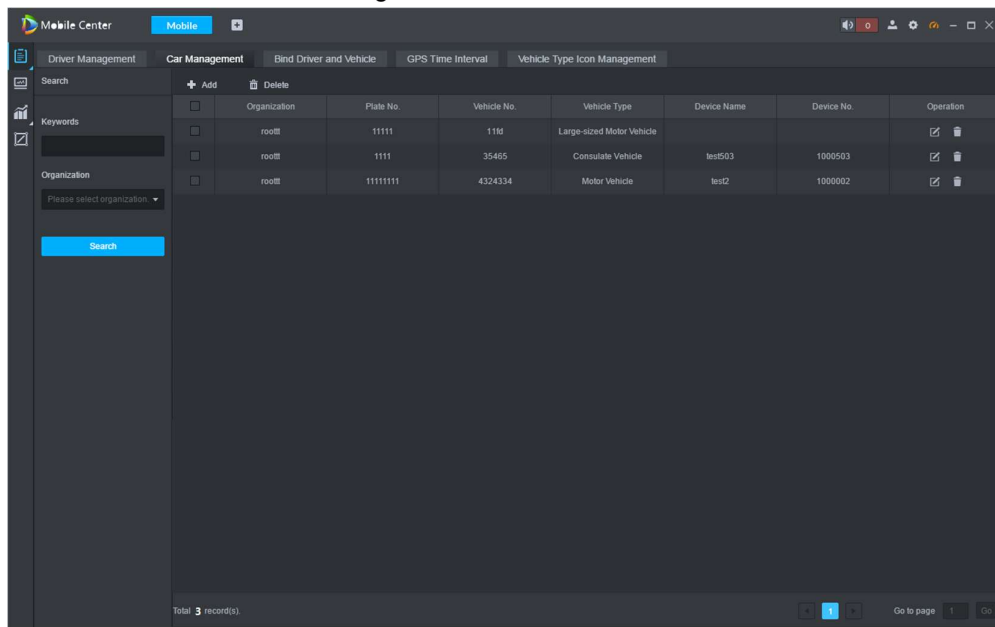 Mobile Center Mobile 0
Driver Management Car Management Bind Driver and Vehicle GPS Time Interval Vehicle Type Icon Management
Search
Add Delete
Organization Plate No. Vehicle No. Vehicle Type Device Name Device No. Operation
Keywords
roottt 11111 11fd Large-sized Motor Vehicle
roottt 1111 35465 Consulate Vehicle test503 1000503
Organization
roottt 11111111 4324334 Motor Vehicle test2 1000002
Please select organization.
Search
Total 3 record(s). 1 Go to page 1 Go